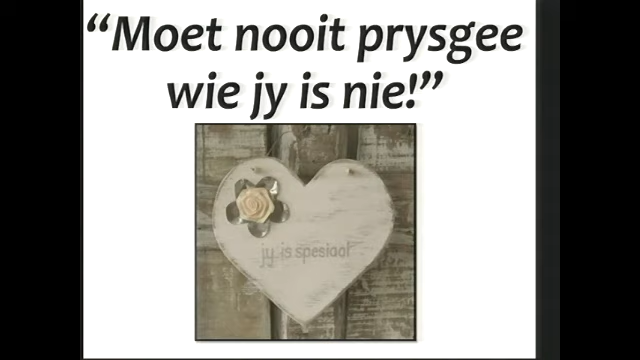 “Moet nooit prysgee
wie jy is nie!”
jy is spesiaal